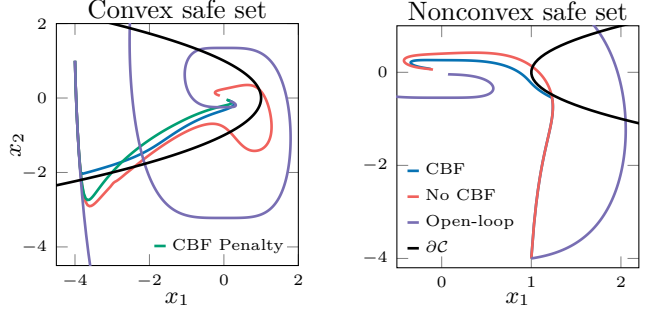 Convex safe set
2
0
−2
−4
x₂
−4
−2
0
2
x₁
CBF Penalty
Nonconvex safe set
0
−2
−4
0
1
2
x₁
CBF
No CBF
Open-loop
∂𝒞